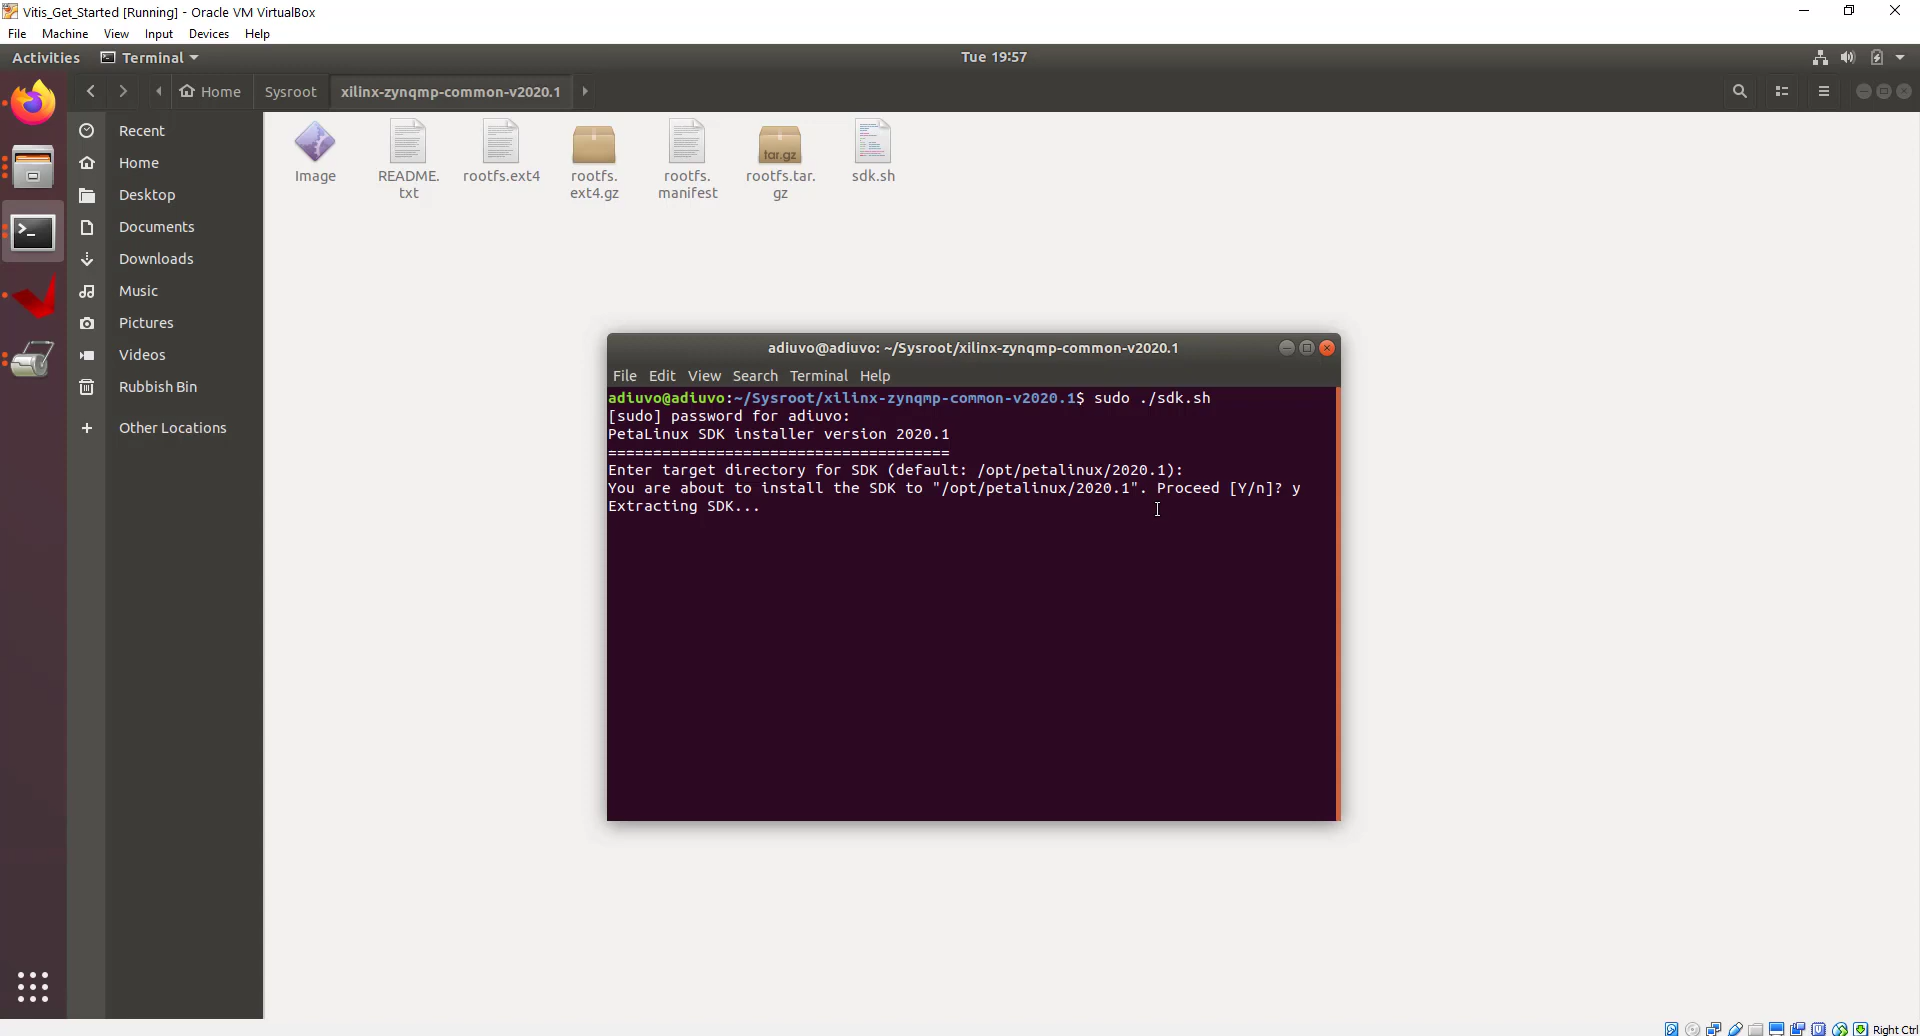 Vitis_Get_Started [Running] - Oracle VM VirtualBox
File Machine View Input Devices Help
Activities Terminal Tue 19:57
Home Sysroot xilinx-zynqmp-common-v2020.1
Recent
Home
Desktop
Documents
Downloads
Music
Pictures
Videos
Rubbish Bin
Other Locations
Image
README.
txt
rootfs.ext4
rootfs.
ext4.gz
rootfs.
manifest
tar.gz
rootfs.tar.
gz
sdk.sh
adiuvo@adiuvo: ~/Sysroot/xilinx-zynqmp-common-v2020.1
File Edit View Search Terminal Help
adiuvo@adiuvo:~/Sysroot/xilinx-zynqmp-common-v2020.1$ sudo ./sdk.sh
[sudo] password for adiuvo:
PetaLinux SDK installer version 2020.1
======================================
Enter target directory for SDK (default: /opt/petalinux/2020.1):
You are about to install the SDK to "/opt/petalinux/2020.1". Proceed [Y/n]? y
Extracting SDK...
Right Ctrl